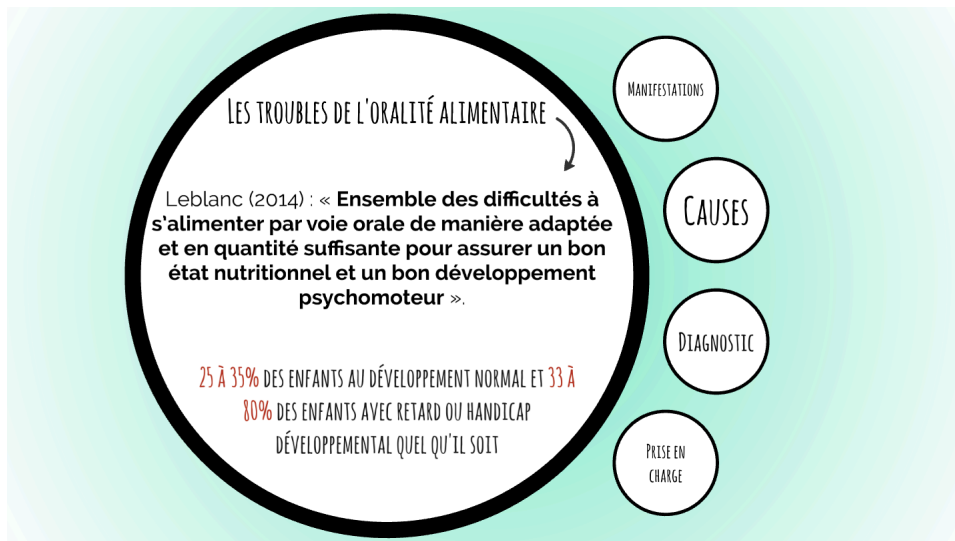 Les troubles de l'oralité alimentaire
Leblanc (2014) : « Ensemble des difficultés à
s'alimenter par voie orale de manière adaptée
et en quantité suffisante pour assurer un bon
état nutritionnel et un bon développement
psychomoteur ».
25 à 35% des enfants au développement normal et 33 à
80% des enfants avec retard ou handicap
développemental quel qu'il soit
Manifestations
Causes
Diagnostic
Prise en
charge